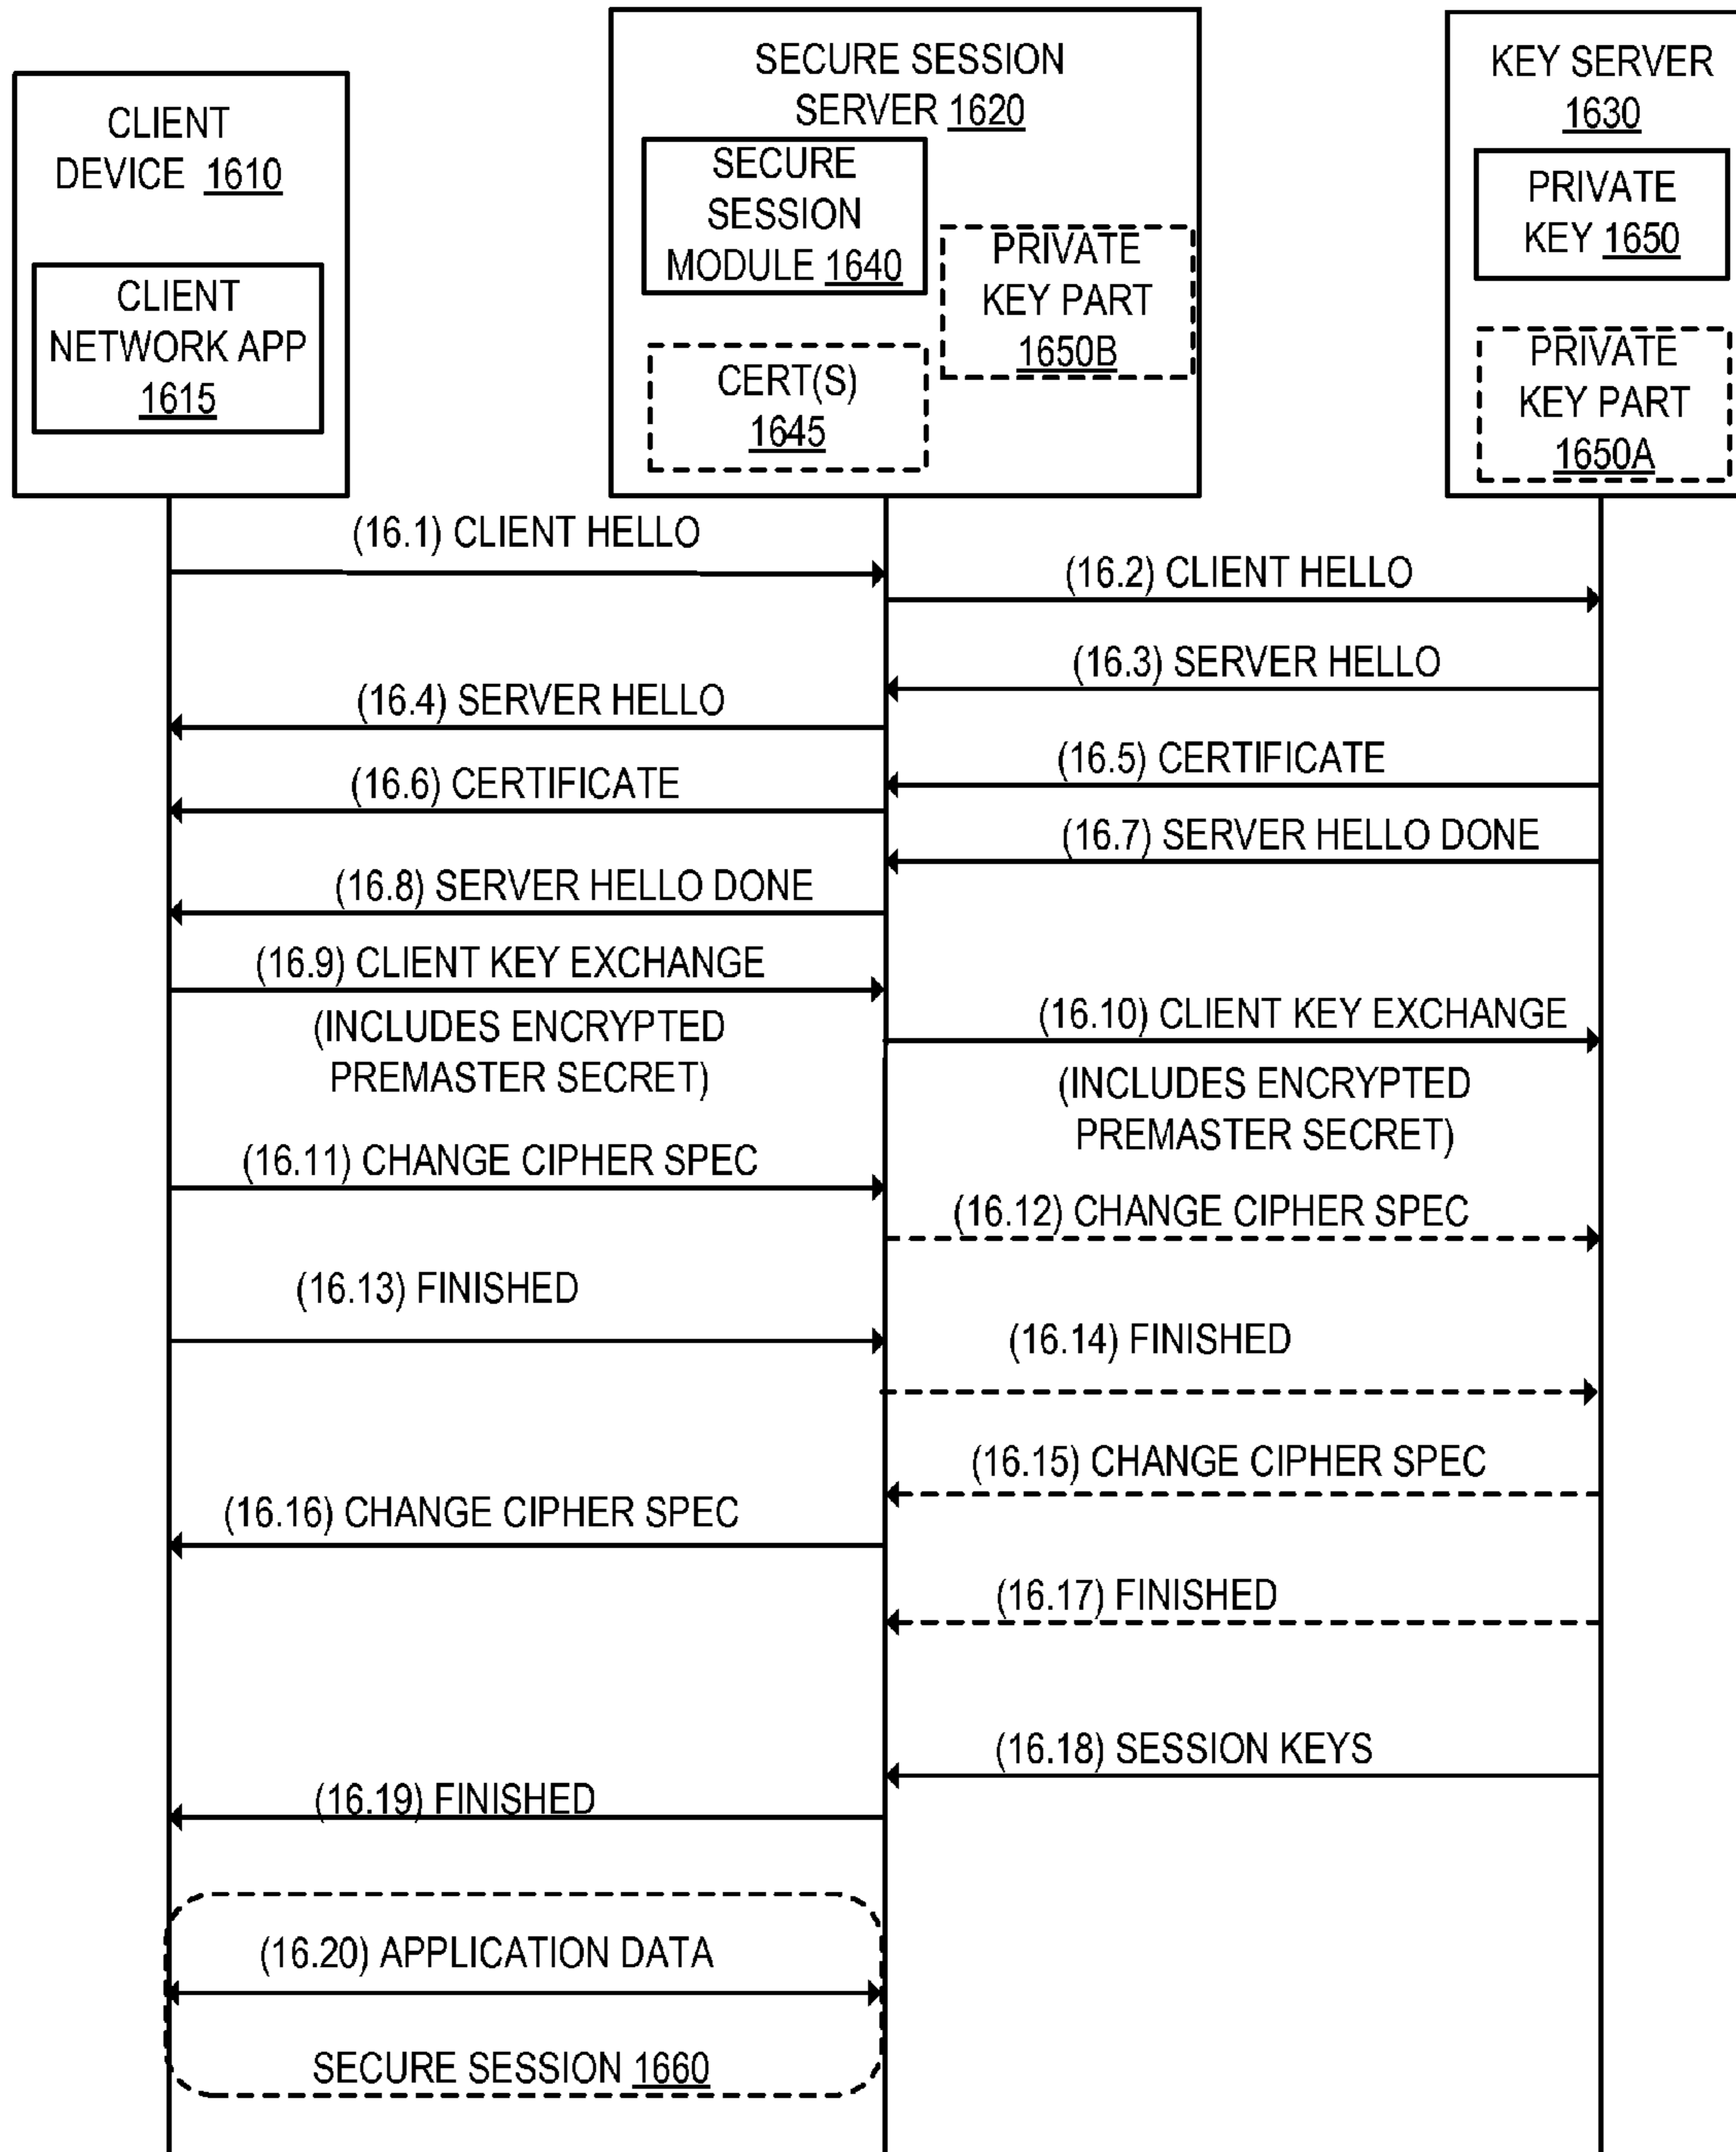 CLIENT
DEVICE 1610
CLIENT
NETWORK APP
1615
SECURE SESSION
SERVER 1620
SECURE
SESSION
MODULE 1640
PRIVATE
KEY PART
1650B
CERT(S)
1645
KEY SERVER
1630
PRIVATE
KEY 1650
PRIVATE
KEY PART
1650A
(16.1) CLIENT HELLO
(16.2) CLIENT HELLO
(16.3) SERVER HELLO
(16.4) SERVER HELLO
(16.5) CERTIFICATE
(16.6) CERTIFICATE
(16.7) SERVER HELLO DONE
(16.8) SERVER HELLO DONE
(16.9) CLIENT KEY EXCHANGE
(INCLUDES ENCRYPTED
PREMASTER SECRET)
(16.10) CLIENT KEY EXCHANGE
(INCLUDES ENCRYPTED
PREMASTER SECRET)
(16.11) CHANGE CIPHER SPEC
(16.12) CHANGE CIPHER SPEC
(16.13) FINISHED
(16.14) FINISHED
(16.15) CHANGE CIPHER SPEC
(16.16) CHANGE CIPHER SPEC
(16.17) FINISHED
(16.18) SESSION KEYS
(16.19) FINISHED
(16.20) APPLICATION DATA
SECURE SESSION 1660